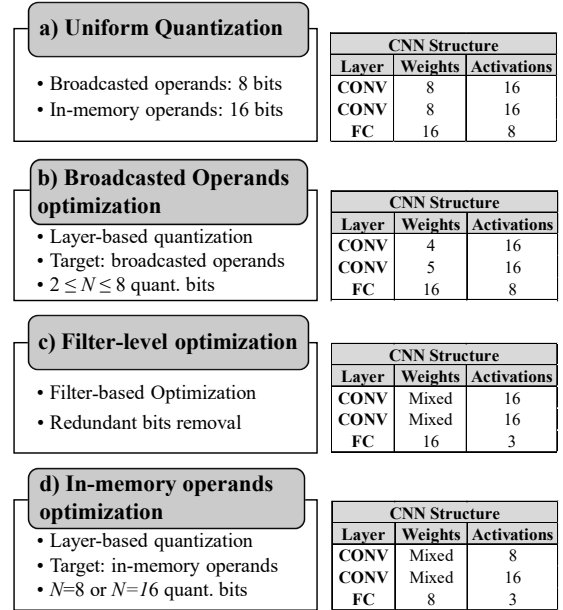 a) Uniform Quantization
• Broadcasted operands: 8 bits
• In-memory operands: 16 bits
CNN Structure
Layer Weights Activations
CONV 8 16
CONV 8 16
FC 16 8
b) Broadcasted Operands
optimization
• Layer-based quantization
• Target: broadcasted operands
• 2 ≤ N ≤ 8 quant. bits
CNN Structure
Layer Weights Activations
CONV 4 16
CONV 5 16
FC 16 8
c) Filter-level optimization
• Filter-based Optimization
• Redundant bits removal
CNN Structure
Layer Weights Activations
CONV Mixed 16
CONV Mixed 16
FC 16 3
d) In-memory operands
optimization
• Layer-based quantization
• Target: in-memory operands
• N=8 or N=16 quant. bits
CNN Structure
Layer Weights Activations
CONV Mixed 8
CONV Mixed 16
FC 8 3